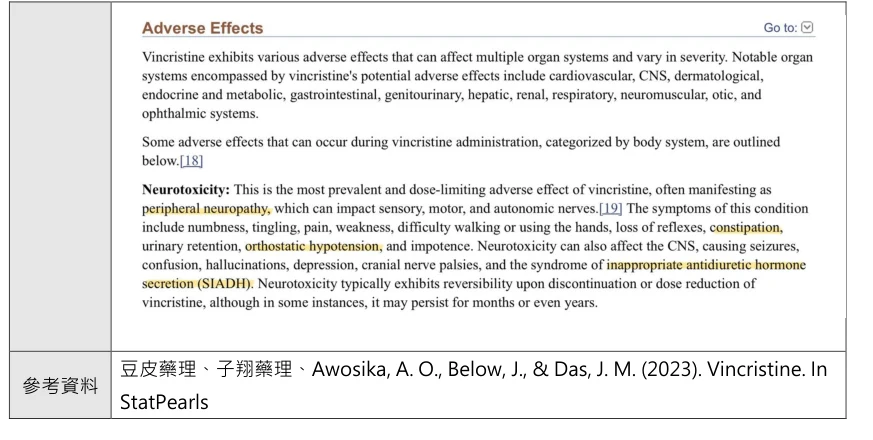 Adverse Effects
Go to:
Vincristine exhibits various adverse effects that can affect multiple organ systems and vary in severity. Notable organ
systems encompassed by vincristine's potential adverse effects include cardiovascular, CNS, dermatological,
endocrine and metabolic, gastrointestinal, genitourinary, hepatic, renal, respiratory, neuromuscular, otic, and
ophthalmic systems.
Some adverse effects that can occur during vincristine administration, categorized by body system, are outlined
below.[18]
Neurotoxicity: This is the most prevalent and dose-limiting adverse effect of vincristine, often manifesting as
peripheral neuropathy, which can impact sensory, motor, and autonomic nerves.[19] The symptoms of this condition
include numbness, tingling, pain, weakness, difficulty walking or using the hands, loss of reflexes, constipation,
urinary retention, orthostatic hypotension, and impotence. Neurotoxicity can also affect the CNS, causing seizures,
confusion, hallucinations, depression, cranial nerve palsies, and the syndrome of inappropriate antidiuretic hormone
secretion (SIADH). Neurotoxicity typically exhibits reversibility upon discontinuation or dose reduction of
vincristine, although in some instances, it may persist for months or even years.
參考資料
豆皮藥理、子翔藥理、Awosika, A. O., Below, J., & Das, J. M. (2023). Vincristine. In
StatPearls